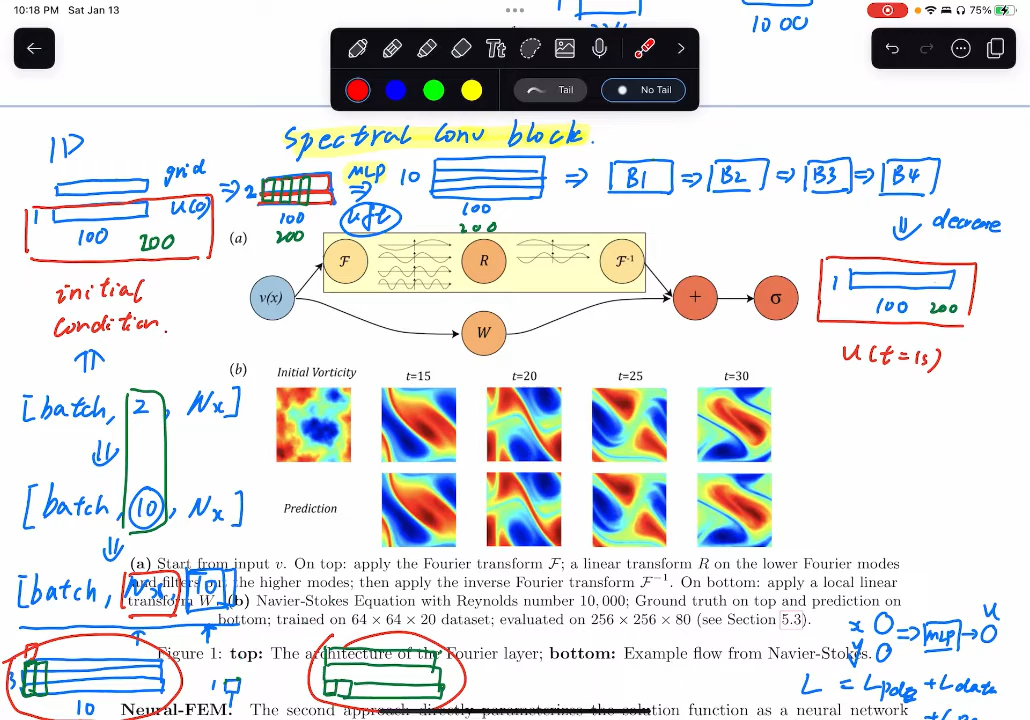 10:18 PM Sat Jan 13
75%
10 00
Tt
Tail
No Tail
Spectral Conv block.
1D
grid
1
u(0)
100
200
initial
condition.
2
100
200
MLP
lift
10
100
200
B1
B2
B3
B4
decrease
1
100
200
u(t=1s)
(a)
v(x)
F
R
F-1
W
+
σ
(b)
Initial Vorticity
t=15
t=20
t=25
t=30
Prediction
[batch, 2, Nx]
[batch, 10, Nx]
[batch, Nx, 10]
(a) Start from input v. On top: apply the Fourier transform F; a linear transform R on the lower Fourier modes
and filters out the higher modes; then apply the inverse Fourier transform F−1. On bottom: apply a local linear
transform W. (b) Navier-Stokes Equation with Reynolds number 10,000; Ground truth on top and prediction on
bottom; trained on 64 × 64 × 20 dataset; evaluated on 256 × 256 × 80 (see Section 5.3).
Figure 1: top: The architecture of the Fourier layer; bottom: Example flow from Navier-Stokes.
x
y
MLP
u
L = Lpde + Ldata
3
10
1
Neural-FEM. The second approach directly parameterizes the solution function as a neural network